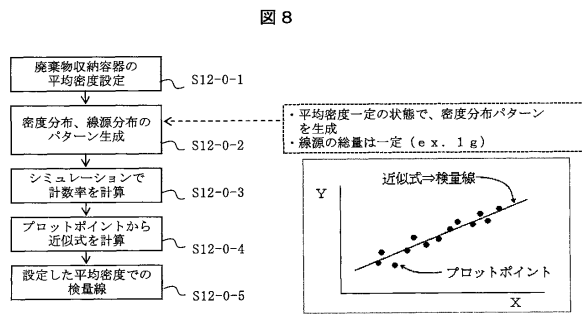 図8
廃棄物収納容器の
平均密度設定
S12-0-1
密度分布、線源分布の
パターン生成
S12-0-2
・平均密度一定の状態で、密度分布パターン
を生成
・線源の総量は一定(ex. 1g)
シミュレーションで
計数率を計算
S12-0-3
プロットポイントから
近似式を計算
S12-0-4
設定した平均密度での
検量線
S12-0-5
Y
近似式⇒検量線
プロットポイント
X